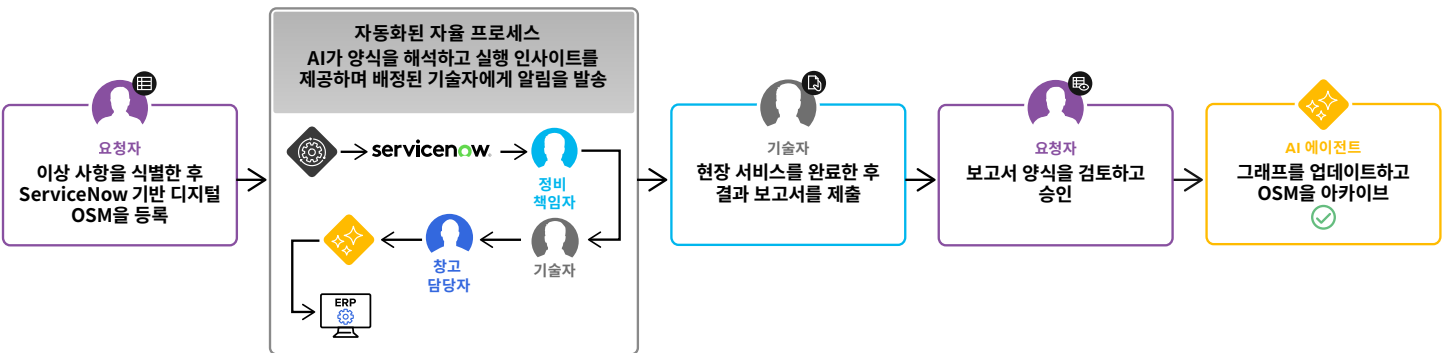 요청자
이상 사항을 식별한 후
ServiceNow 기반 디지털
OSM을 등록
자동화된 자율 프로세스
AI가 양식을 해석하고 실행 인사이트를
제공하며 배정된 기술자에게 알림을 발송
servicenow.
정비
책임자
기술자
창고
담당자
ERP
기술자
현장 서비스를 완료한 후
결과 보고서를 제출
요청자
보고서 양식을 검토하고
승인
AI 에이전트
그래프를 업데이트하고
OSM을 아카이브